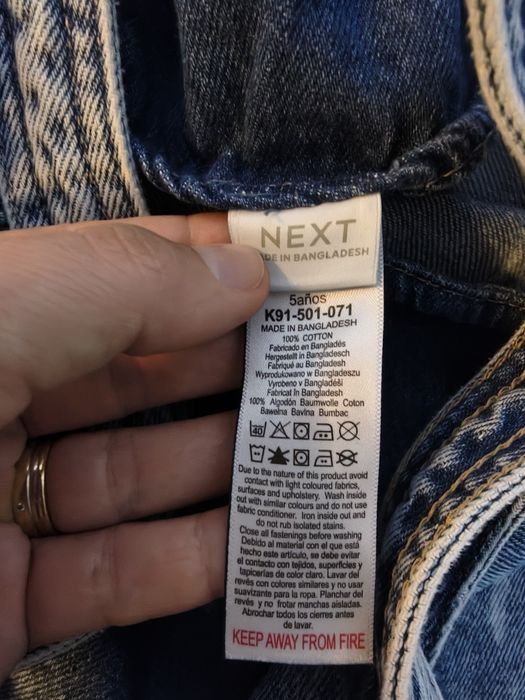 NEXT
DE IN BANGLADESH
5años
K91-501-071
MADE IN BANGLADESH
100% COTTON
Fabricado en Bangladés
Hergestellt in Bangladesch
Fabriqué au Bangladesh
Wyprodukowano w Bangladeszu
Vyrobeno v Bangladéši
Fabricat în Bangladesh
100% Algodón Baumwolle Coton
Bawełna Bavlna Bumbac
40
Due to the nature of this product avoid
contact with light coloured fabrics,
surfaces and upholstery. Wash inside
out with similar colours and do not use
fabric conditioner. Iron inside out and
do not rub isolated stains.
Close all fastenings before washing
Debido al material con el que está
hecho este artículo, se debe evitar
el contacto con tejidos, superficies y
tapicerías de color claro. Lavar del
revés con colores similares y no usar
suavizante para la ropa. Planchar del
revés y no frotar manchas aisladas.
Abrochar todos los cierres antes
de lavar.
KEEP AWAY FROM FIRE